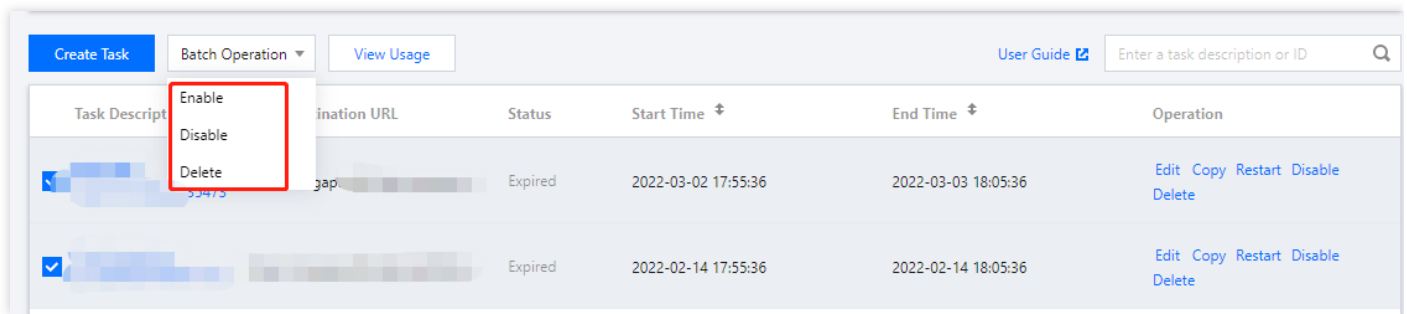 Create Task Batch Operation View Usage User Guide Enter a task description or ID
Enable
Disable
Delete
Task Descript ination URL Status Start Time End Time Operation
Expired 2022-03-02 17:55:36 2022-03-03 18:05:36 Edit Copy Restart Disable
Delete
Expired 2022-02-14 17:55:36 2022-02-14 18:05:36 Edit Copy Restart Disable
Delete